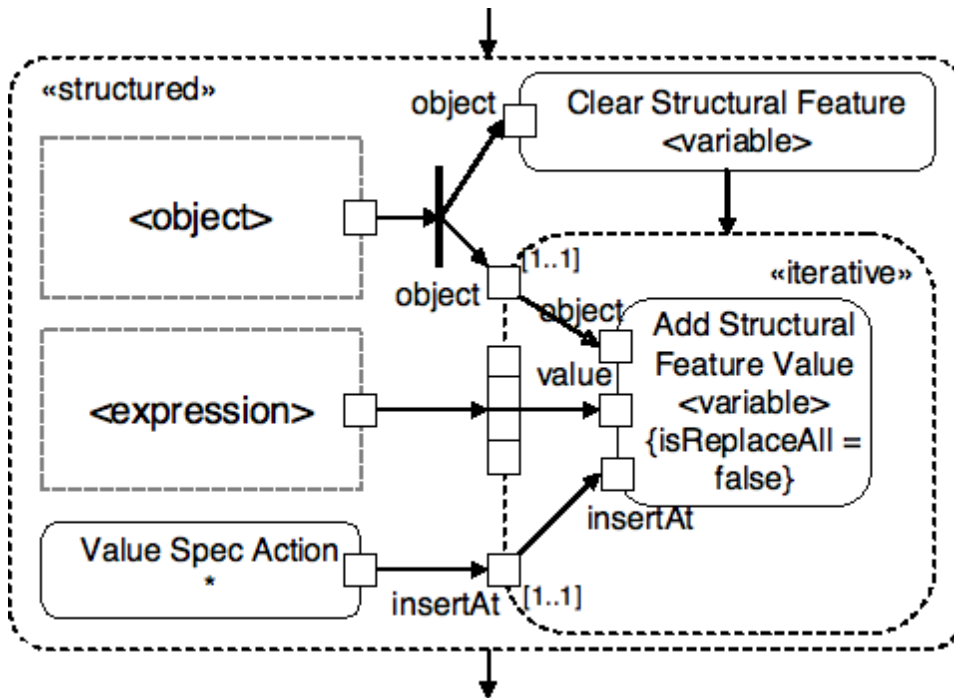 «structured»
object
Clear Structural Feature
<variable>
<object>
[1..1]
«iterative»
object
object
Add Structural
Feature Value
<variable>
{isReplaceAll =
false}
value
<expression>
insertAt
Value Spec Action
*
insertAt
[1..1]